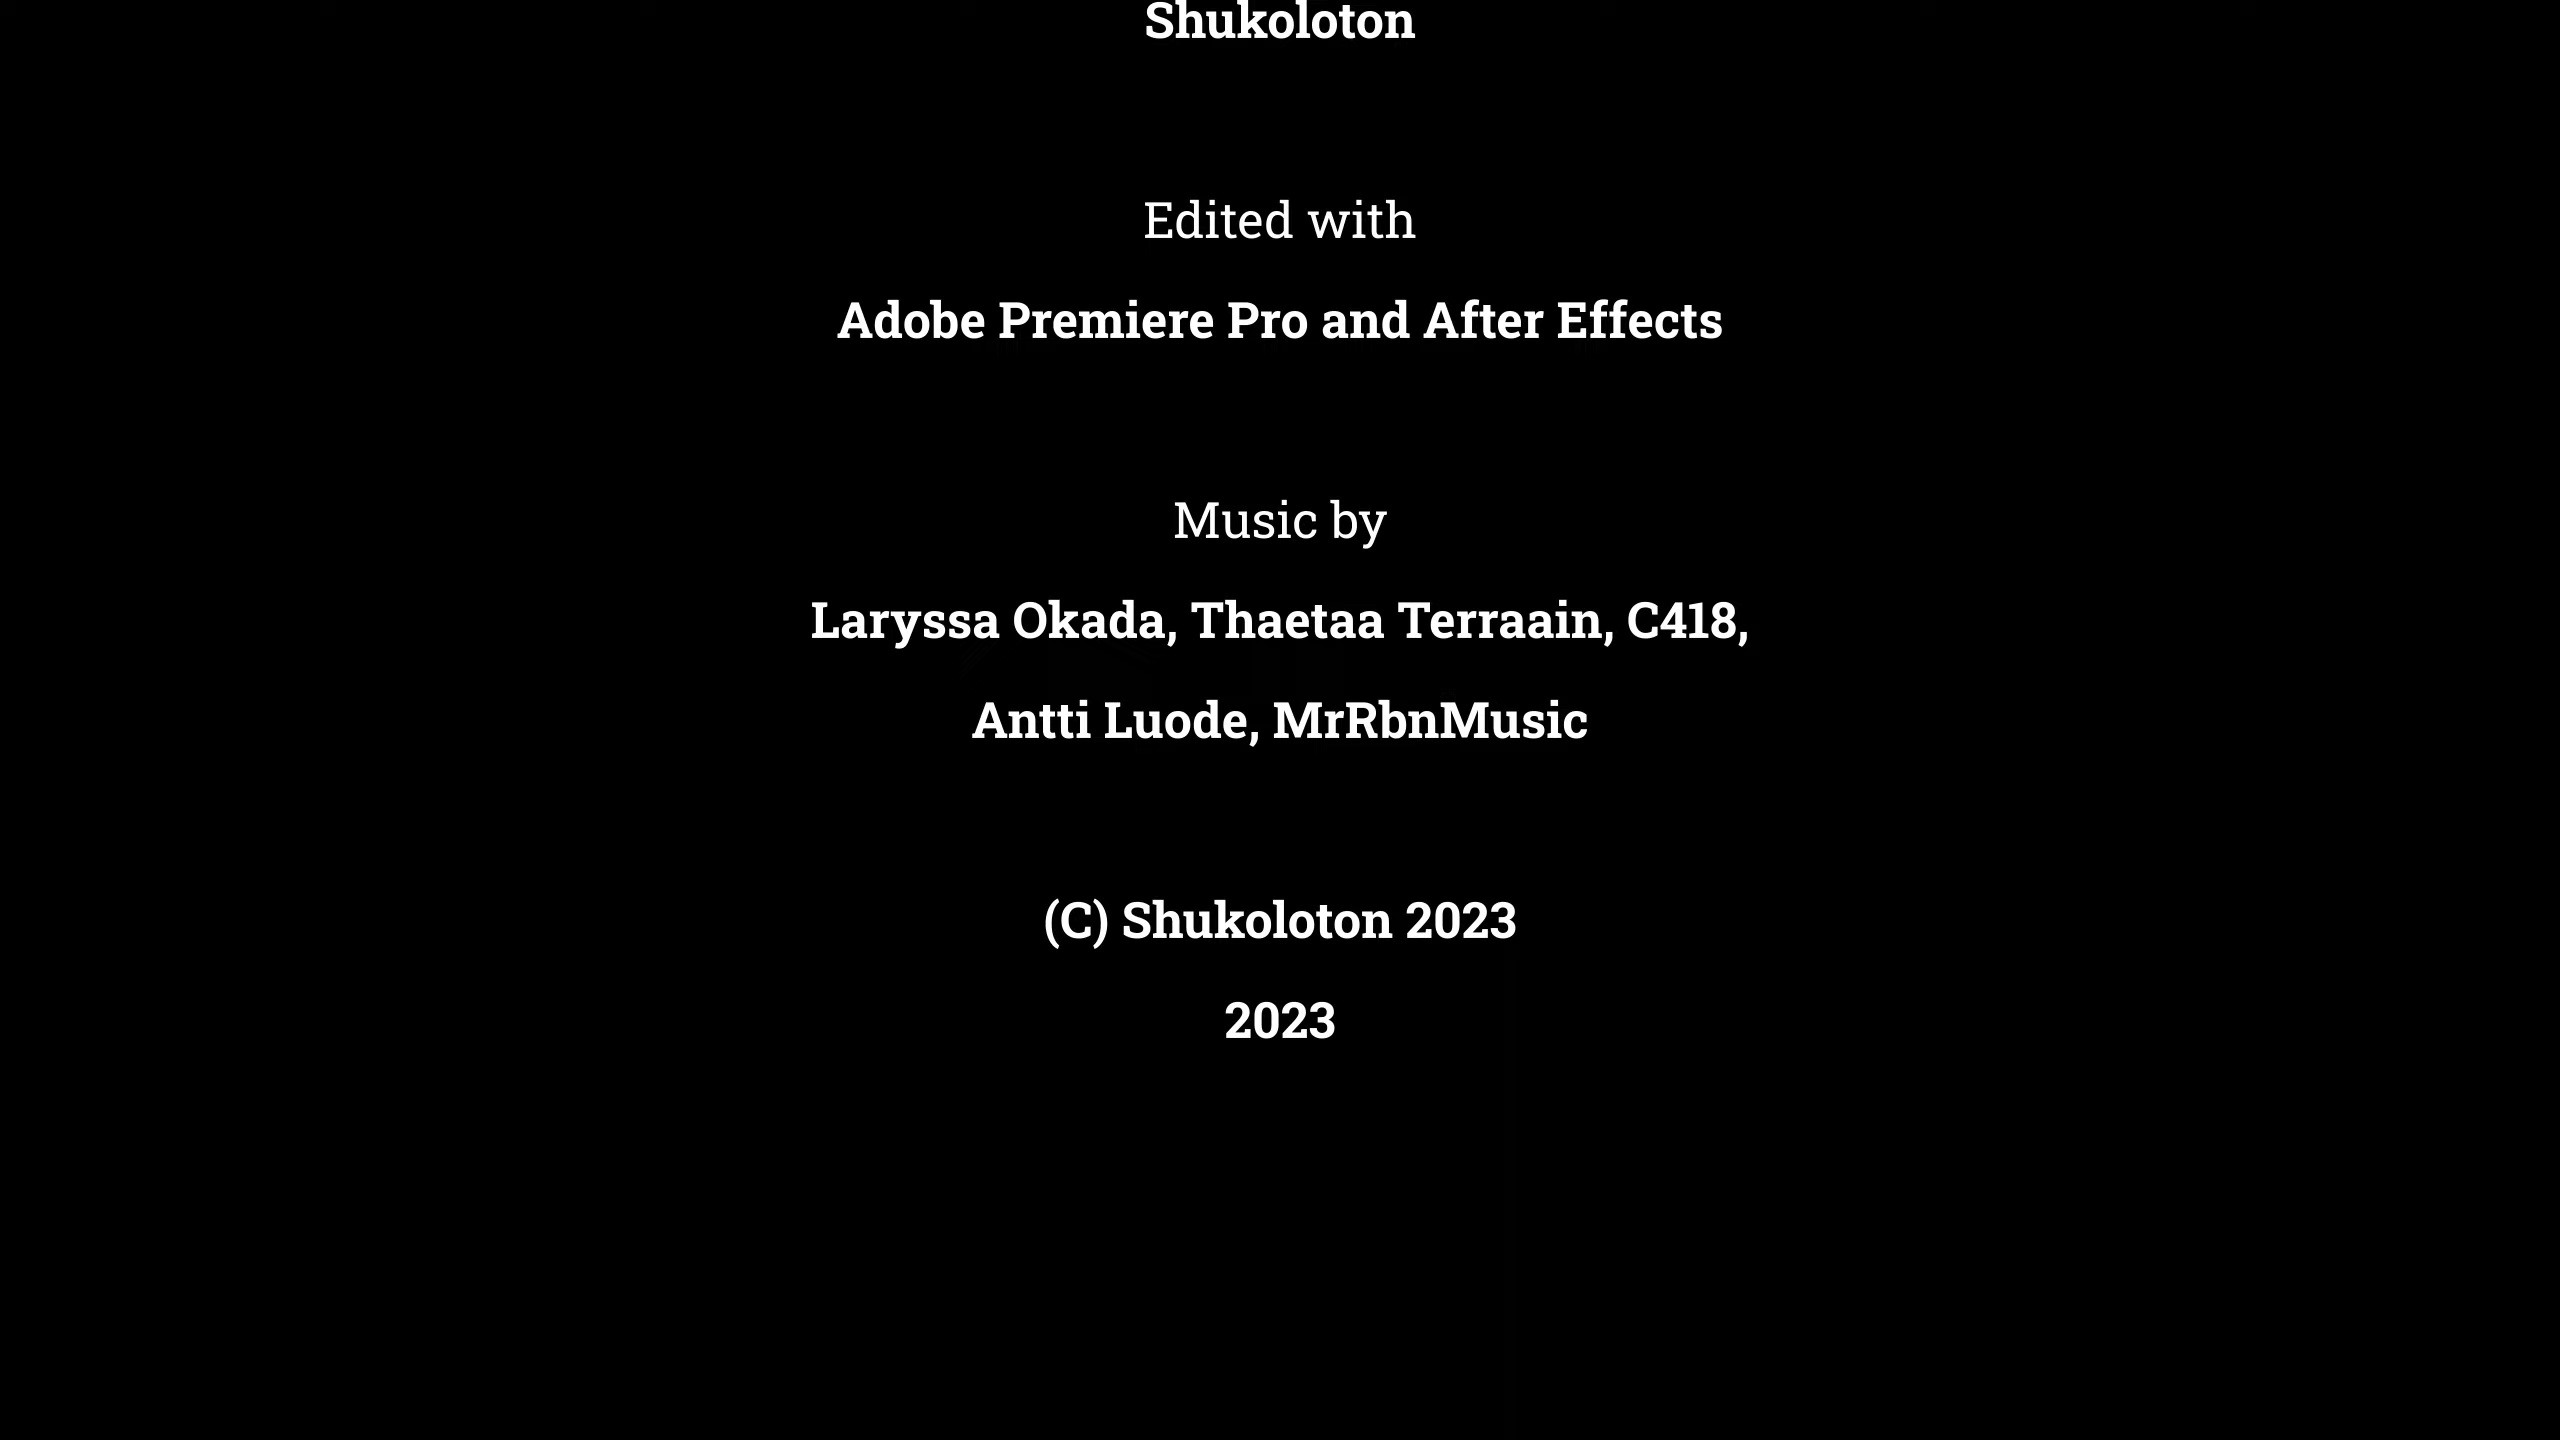 Shukoloton
Edited with
Adobe Premiere Pro and After Effects
Music by
Laryssa Okada, Thaetaa Terraain, C418,
Antti Luode, MrRbnMusic
(C) Shukoloton 2023
2023